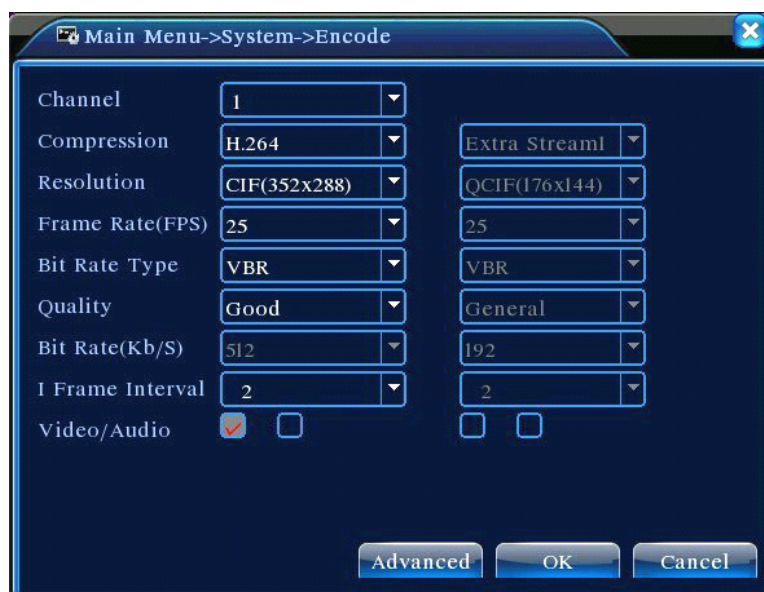 Main Menu->System->Encode
Channel 1
Compression H.264 Extra Stream1
Resolution CIF(352x288) QCIF(176x144)
Frame Rate(FPS) 25 25
Bit Rate Type VBR VBR
Quality Good General
Bit Rate(Kb/S) 512 192
I Frame Interval 2 2
Video/Audio
Advanced OK Cancel